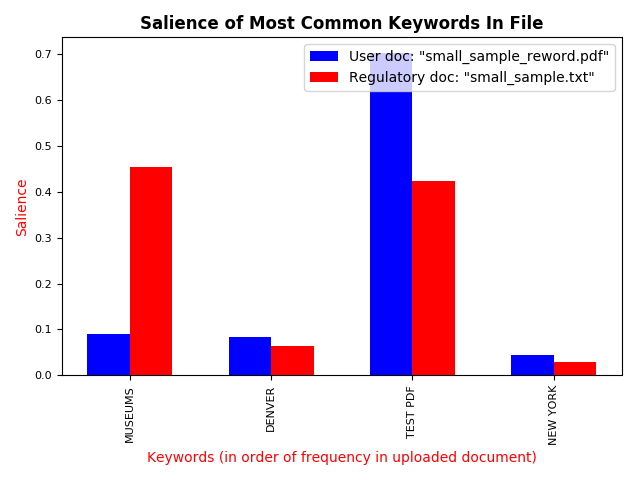 Salience of Most Common Keywords In File
User doc: "small_sample_reword.pdf"
Regulatory doc: "small_sample.txt"
Salience
0.7
0.6
0.5
0.4
0.3
0.2
0.1
0.0
MUSEUMS
DENVER
TEST PDF
NEW YORK
Keywords (in order of frequency in uploaded document)